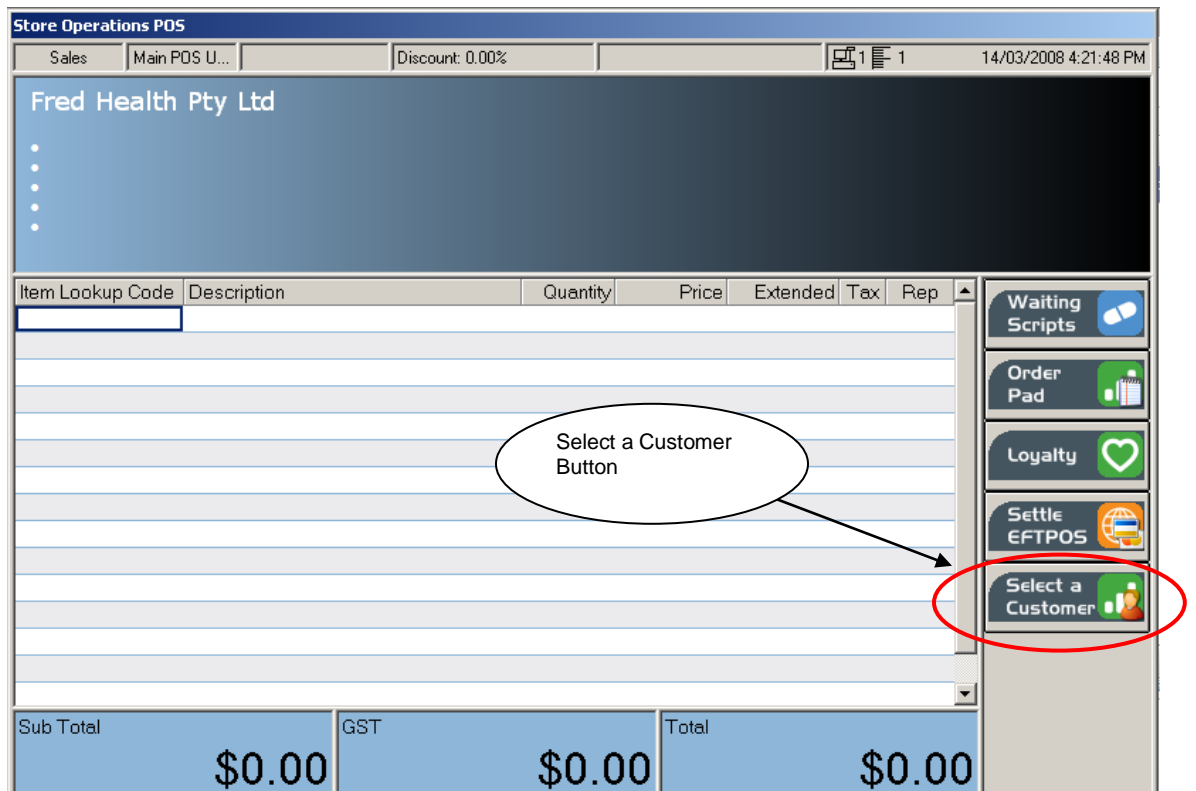 Store Operations POS
Sales Main POS U... Discount: 0.00% 1 1 14/03/2008 4:21:48 PM
Fred Health Pty Ltd
Item Lookup Code Description Quantity Price Extended Tax Rep
Waiting
Scripts
Order
Pad
Loyalty
Settle
EFTPOS
Select a
Customer
Select a Customer
Button
Sub Total GST Total
$0.00 $0.00 $0.00